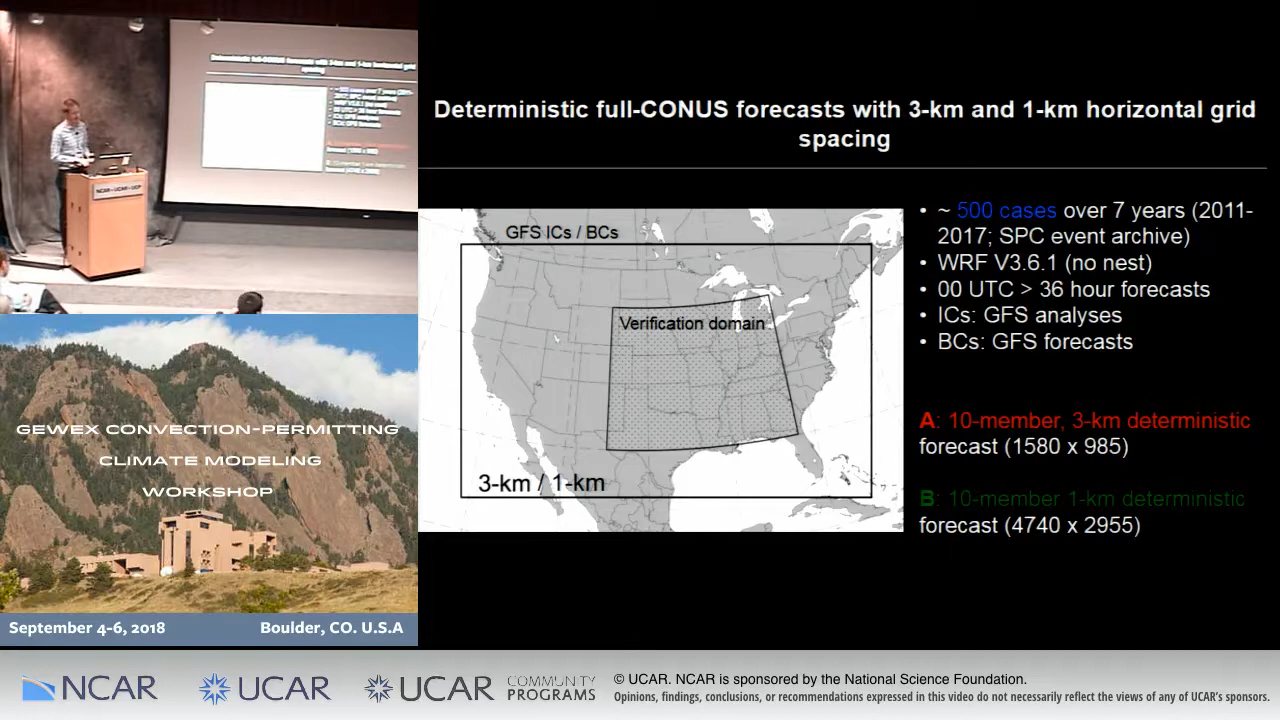 Deterministic full-CONUS forecasts with 3-km and 1-km horizontal grid
spacing
NCAR-UCAR-UCP
GFS ICs / BCs
Verification domain
3-km / 1-km
• ~ 500 cases over 7 years (2011-
2017; SPC event archive)
• WRF V3.6.1 (no nest)
• 00 UTC > 36 hour forecasts
• ICs: GFS analyses
• BCs: GFS forecasts
A: 10-member, 3-km deterministic
forecast (1580 x 985)
B: 10-member 1-km deterministic
forecast (4740 x 2955)
GEWEX CONVECTION-PERMITTING
CLIMATE MODELING
WORKSHOP
September 4-6, 2018
Boulder, CO. U.S.A
NCAR
UCAR
UCAR
COMMUNITY
PROGRAMS
© UCAR. NCAR is sponsored by the National Science Foundation.
Opinions, findings, conclusions, or recommendations expressed in this video do not necessarily reflect the views of any of UCAR's sponsors.